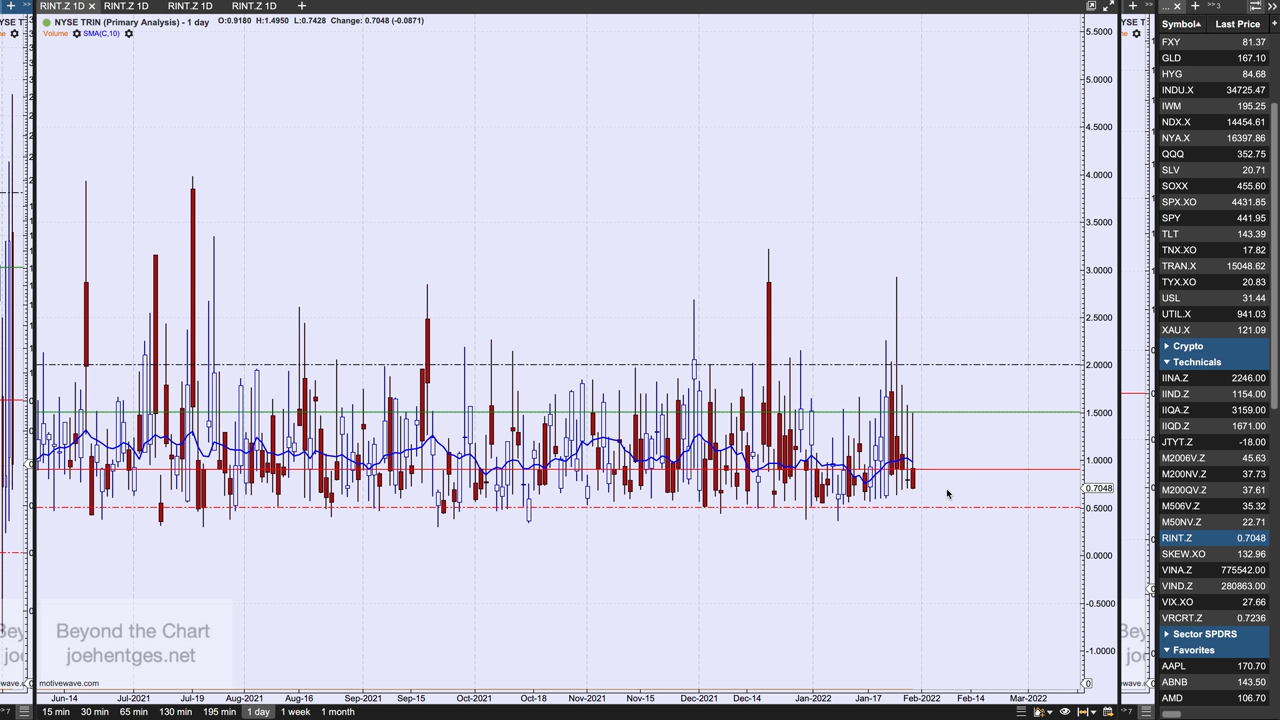 RINT.Z 1D
RINT.Z 1D
RINT.Z 1D
RINT.Z 1D
NYSE TRIN (Primary Analysis) - 1 day O:0.9180 H:1.4950 L:0.7428 Change: 0.7048 (-0.0871)
Volume SMA(C,10)
5.5000
5.0000
4.5000
4.0000
3.5000
3.0000
2.5000
2.0000
1.5000
1.0000
0.7048
0.5000
0.0000
-0.5000
-1.0000
Beyond the Chart
joehentges.net
motivewave.com
Jun-14 Jul-2021 Jul-19 Aug-2021 Aug-16 Sep-2021 Sep-15 Oct-2021 Oct-18 Nov-2021 Nov-15 Dec-2021 Dec-14 Jan-2022 Jan-17 Feb-2022 Feb-14 Mar-2022
15 min 30 min 65 min 130 min 195 min 1 day 1 week 1 month
Symbol Last Price
FXY 81.37
GLD 167.10
HYG 84.68
INDU.X 34725.47
IWM 195.25
NDX.X 14454.61
NYA.X 16397.86
QQQ 352.75
SLV 20.71
SOXX 455.60
SPX.XO 4431.85
SPY 441.95
TLT 143.39
TNX.XO 17.82
TRAN.X 15048.62
TYX.XO 20.83
USL 31.44
UTIL.X 941.03
XAU.X 121.09
Crypto
Technicals
IINA.Z 2246.00
IIND.Z 1154.00
IIQA.Z 3159.00
IIQD.Z 1671.00
JTYT.Z -18.00
M2006V.Z 45.63
M200NV.Z 37.73
M200QV.Z 37.61
M506V.Z 35.32
M50NV.Z 22.71
RINT.Z 0.7048
SKEW.XO 132.96
VINA.Z 775542.00
VIND.Z 280863.00
VIX.XO 27.66
VRCRT.Z 0.7236
Sector SPDRS
Favorites
AAPL 170.70
ABNB 143.50
AMD 106.70